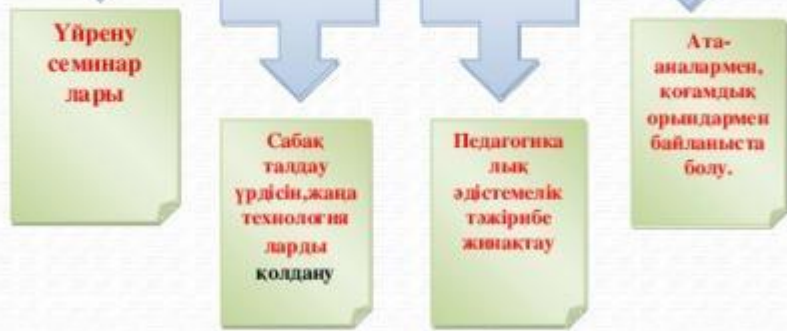 Үйрену
семинар
лары
Сабақ
талдау
үрдісін,жаңа
технология
ларды
қолдану
Педагогика
лық
әдістемелік
тәжірибе
жинақтау
Ата-
аналармен,
қоғамдық
орындармен
байланыста
болу.